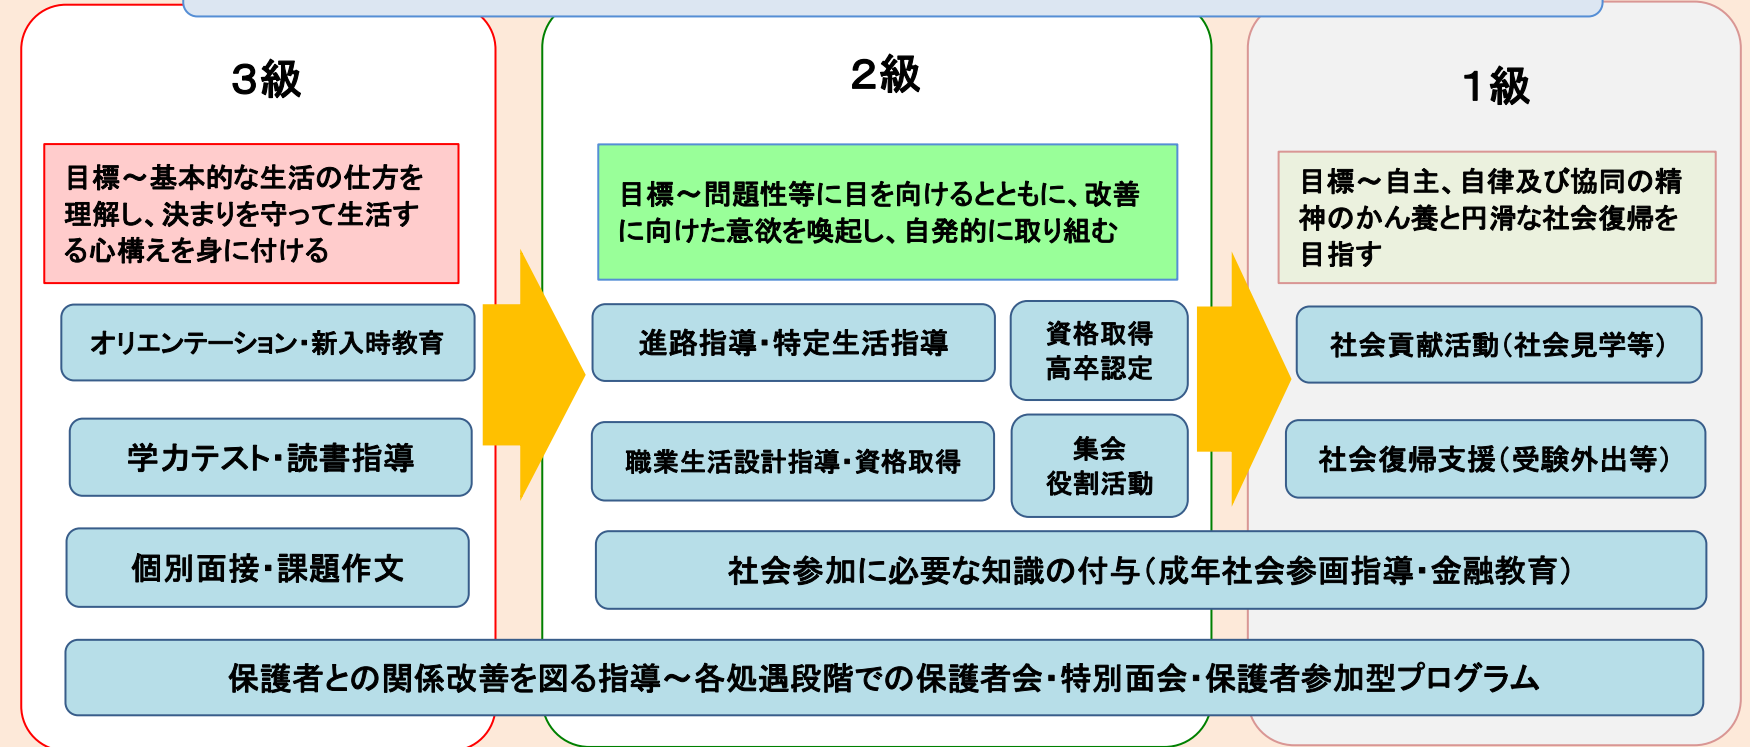 ３級
目標～基本的な生活の仕方を
理解し、決まりを守って生活す
る心構えを身に付ける
オリエンテーション・新入時教育
学力テスト・読書指導
個別面接・課題作文
２級
目標～問題性等に目を向けるとともに、改善
に向けた意欲を喚起し、自発的に取り組む
進路指導・特定生活指導
資格取得
高卒認定
職業生活設計指導・資格取得
集会
役割活動
１級
目標～自主、自律及び協同の精
神のかん養と円滑な社会復帰を
目指す
社会貢献活動（社会見学等）
社会復帰支援（受験外出等）
社会参加に必要な知識の付与（成年社会参画指導・金融教育）
保護者との関係改善を図る指導～各処遇段階での保護者会・特別面会・保護者参加型プログラム